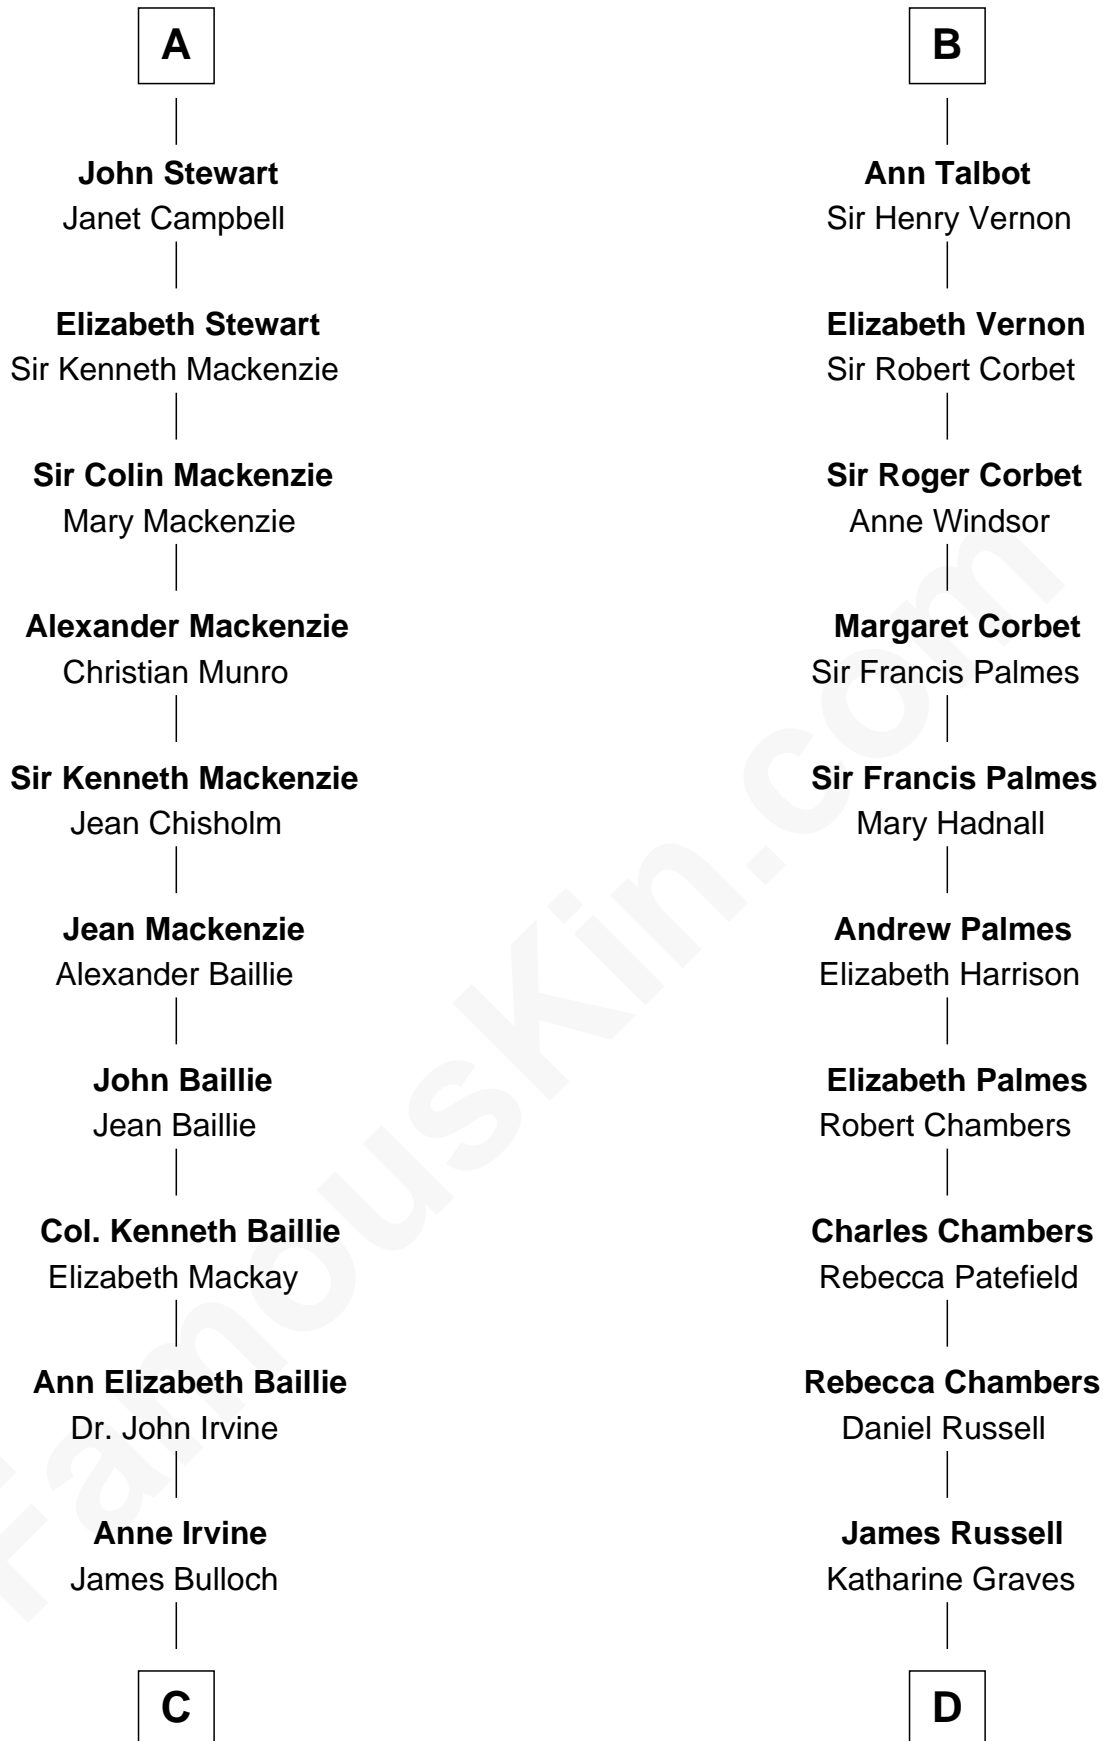 A
John Stewart
Janet Campbell
Elizabeth Stewart
Sir Kenneth Mackenzie
Sir Colin Mackenzie
Mary Mackenzie
Alexander Mackenzie
Christian Munro
Sir Kenneth Mackenzie
Jean Chisholm
Jean Mackenzie
Alexander Baillie
John Baillie
Jean Baillie
Col. Kenneth Baillie
Elizabeth Mackay
Ann Elizabeth Baillie
Dr. John Irvine
Anne Irvine
James Bulloch
C
B
Ann Talbot
Sir Henry Vernon
Elizabeth Vernon
Sir Robert Corbet
Sir Roger Corbet
Anne Windsor
Margaret Corbet
Sir Francis Palmes
Sir Francis Palmes
Mary Hadnall
Andrew Palmes
Elizabeth Harrison
Elizabeth Palmes
Robert Chambers
Charles Chambers
Rebecca Patefield
Rebecca Chambers
Daniel Russell
James Russell
Katharine Graves
D
FamousKin.com